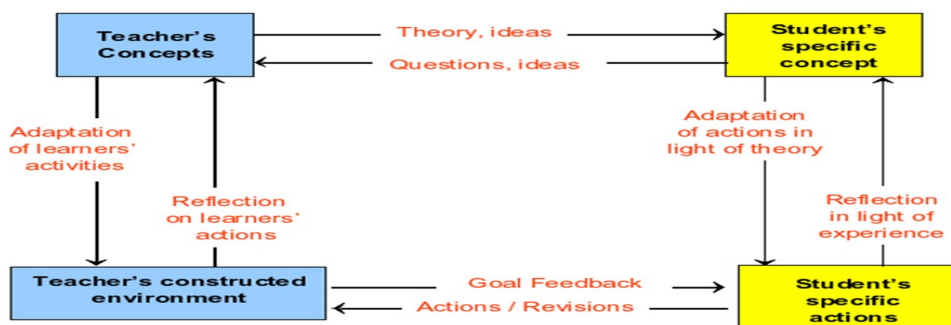 Teacher's
Concepts
Theory, ideas
Questions, ideas
Student's
specific
concept
Adaptation
of learners'
activities
Reflection
on learners'
actions
Adaptation
of actions in
light of theory
Reflection
in light of
experience
Teacher's constructed
environment
Goal Feedback
Actions / Revisions
Student's
specific
actions